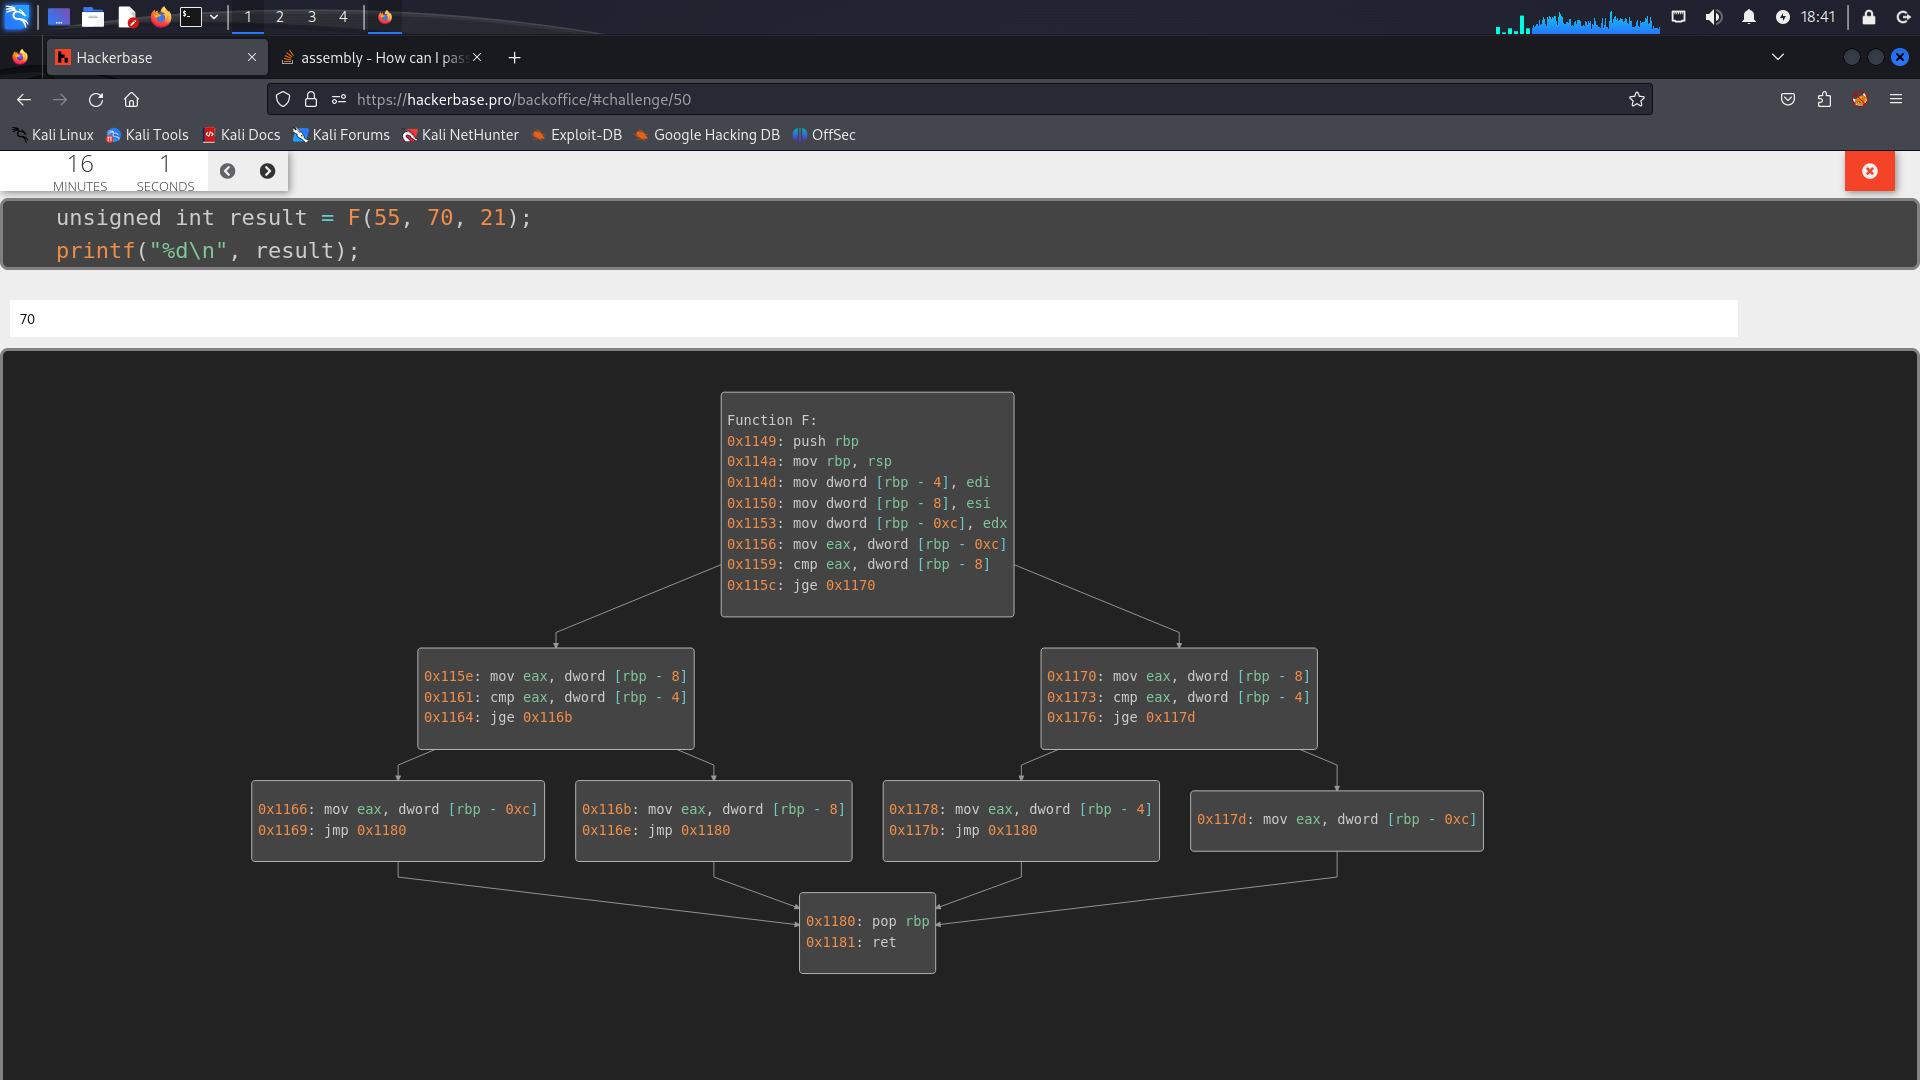 1 2 3 4 18:41
Hackerbase
assembly - How can I pas
https://hackerbase.pro/backoffice/#challenge/50
Kali Linux Kali Tools Kali Docs Kali Forums Kali NetHunter Exploit-DB Google Hacking DB OffSec
16 1
MINUTES SECONDS
unsigned int result = F(55, 70, 21);
printf("%d\n", result);
70
Function F:
0x1149: push rbp
0x114a: mov rbp, rsp
0x114d: mov dword [rbp - 4], edi
0x1150: mov dword [rbp - 8], esi
0x1153: mov dword [rbp - 0xc], edx
0x1156: mov eax, dword [rbp - 0xc]
0x1159: cmp eax, dword [rbp - 8]
0x115c: jge 0x1170
0x115e: mov eax, dword [rbp - 8]
0x1161: cmp eax, dword [rbp - 4]
0x1164: jge 0x116b
0x1170: mov eax, dword [rbp - 8]
0x1173: cmp eax, dword [rbp - 4]
0x1176: jge 0x117d
0x1166: mov eax, dword [rbp - 0xc]
0x1169: jmp 0x1180
0x116b: mov eax, dword [rbp - 8]
0x116e: jmp 0x1180
0x1178: mov eax, dword [rbp - 4]
0x117b: jmp 0x1180
0x117d: mov eax, dword [rbp - 0xc]
0x1180: pop rbp
0x1181: ret